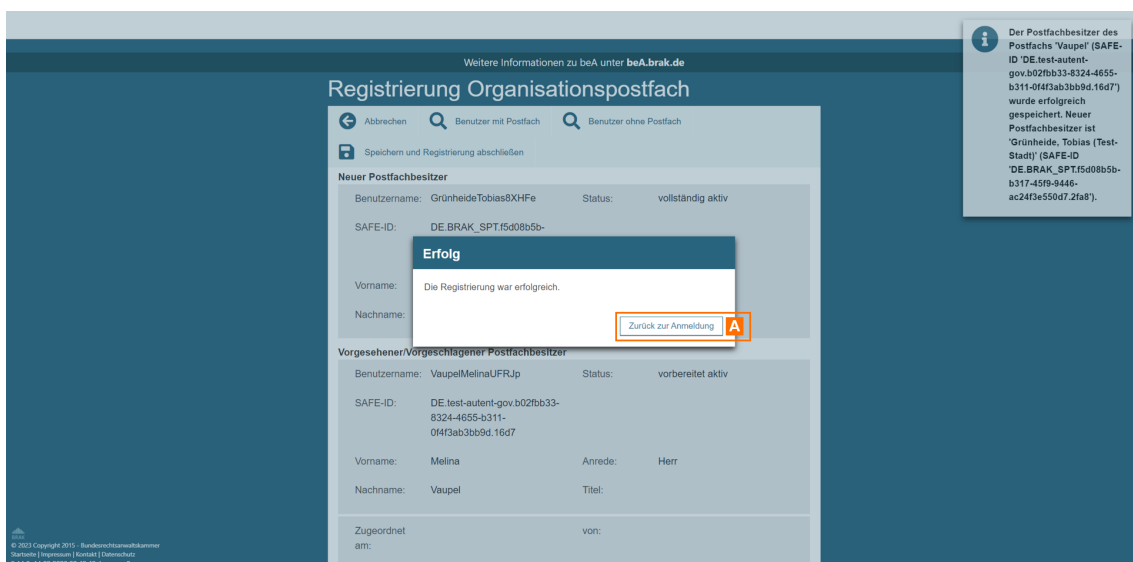 Der Postfachbesitzer des
Postfachs 'Vaupel' (SAFE-
ID 'DE.test-autent-
gov.b02fbb33-8324-4655-
b311-0f4f3ab3bb9d.16d7')
wurde erfolgreich
gespeichert. Neuer
Postfachbesitzer ist
'Grünheide, Tobias (Test-
Stadt)' (SAFE-ID
'DE.BRAK_SPT.f5d08b5b-
b317-45f9-9446-
ac24f3e550d7.2fa8').
Weitere Informationen zu beA unter beA.brak.de
Registrierung Organisationspostfach
Abbrechen Benutzer mit Postfach Benutzer ohne Postfach
Speichern und Registrierung abschließen
Neuer Postfachbesitzer
Benutzername: GrünheideTobias8XHFe Status: vollständig aktiv
SAFE-ID: DE.BRAK_SPT.f5d08b5b-
Erfolg
Vorname: Die Registrierung war erfolgreich.
Nachname:
Zurück zur Anmeldung A
Vorgesehener/Vorgeschlagener Postfachbesitzer
Benutzername: VaupelMelinaUFRJp Status: vorbereitet aktiv
SAFE-ID: DE.test-autent-gov.b02fbb33-
8324-4655-b311-
0f4f3ab3bb9d.16d7
Vorname: Melina Anrede: Herr
Nachname: Vaupel Titel:
Zugeordnet von:
am:
BRAK
© 2023 Copyright 2015 - Bundesrechtsanwaltskammer
Startseite | Impressum | Kontakt | Datenschutz